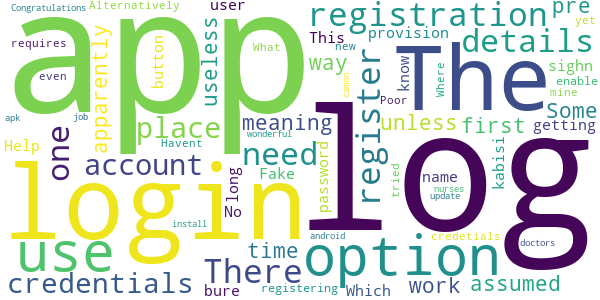 Congratulations
Alternatively
user
registration
pre
yet
requires
app
This
new
provision
details
even
apparently
button
useless
What
way
The
know
Where
sighn
enable
mine
Some
apk
job
place
meaning
register
unless
first
Poor
getting
Help
one
Havent
wonderful
canon
need
log
account
No
long
Fake
password
tried
name
nurses
update
kabisi
login
install
android
credetials
doctors
use
There
time
option
credentials
bure
registering
Which
work
assumed